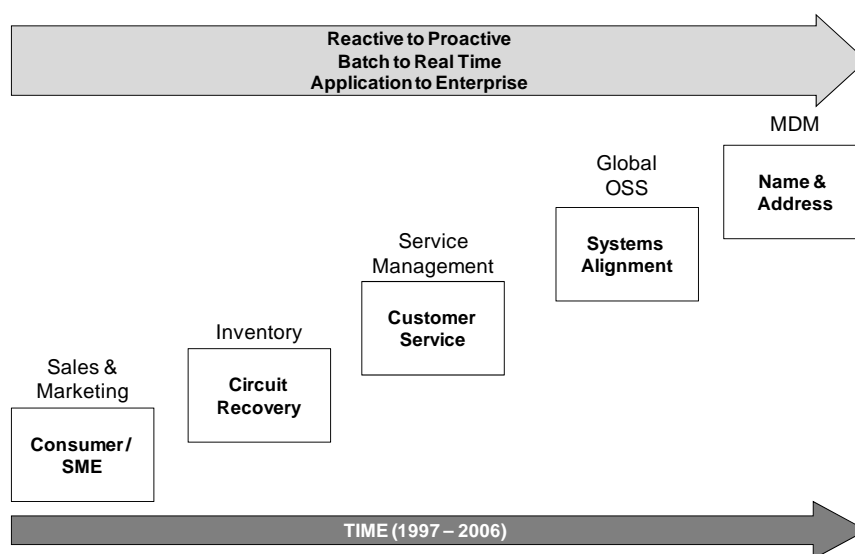 Reactive to Proactive
Batch to Real Time
Application to Enterprise
MDM
Name &
Address
Global
OSS
Systems
Alignment
Service
Management
Customer
Service
Inventory
Circuit
Recovery
Sales &
Marketing
Consumer /
SME
TIME (1997 – 2006)